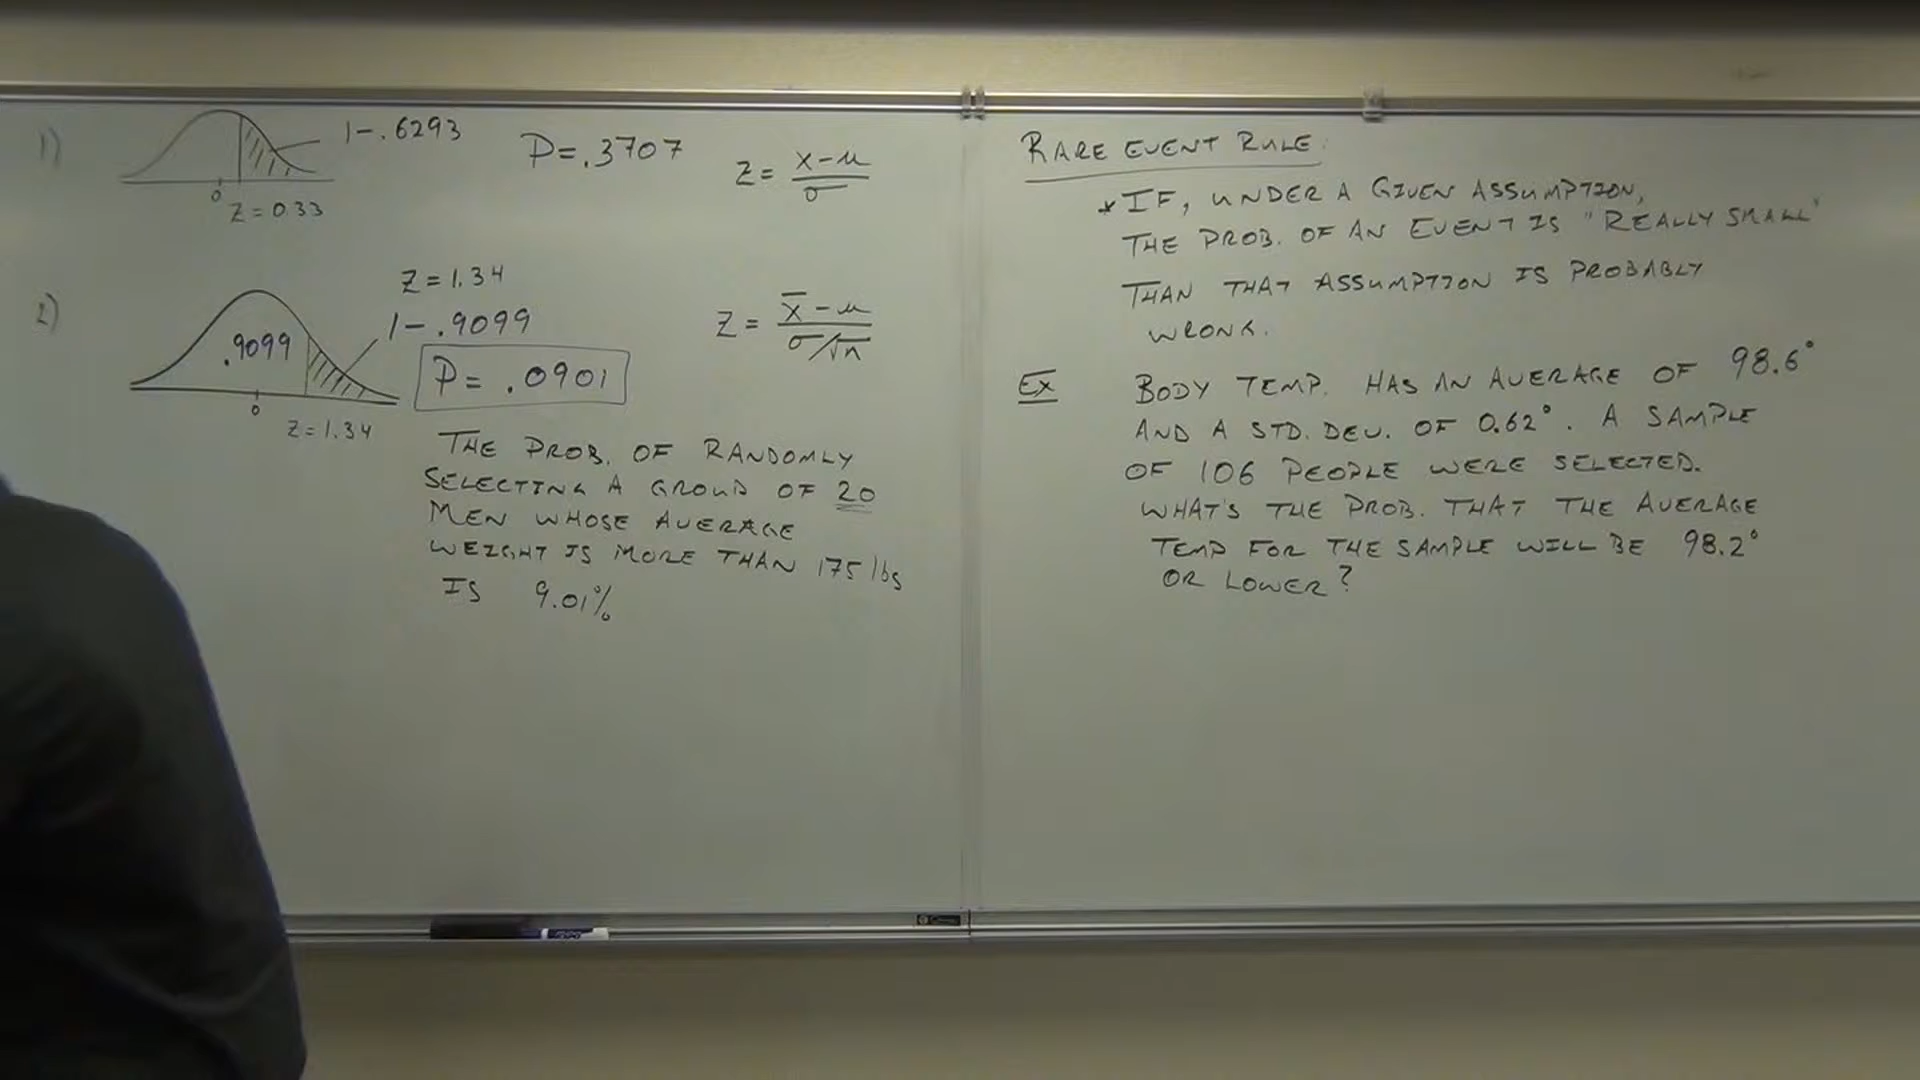 1)
1-.6293
P=.3707
Z = x-μ / σ
0
Z=0.33
2)
Z=1.34
.9099
1-.9099
Z = x̄-μ / σ/√n
P= .0901
0
Z=1.34
THE PROB. OF RANDOMLY
SELECTING A GROUP OF 20
MEN WHOSE AVERAGE
WEIGHT IS MORE THAN 175 lbs
IS 9.01%
RARE EVENT RULE:
*IF, UNDER A GIVEN ASSUMPTION,
THE PROB. OF AN EVENT IS "REALLY SMALL"
THAN THAT ASSUMPTION IS PROBABLY
WRONG.
EX BODY TEMP. HAS AN AVERAGE OF 98.6°
AND A STD. DEV. OF 0.62°. A SAMPLE
OF 106 PEOPLE WERE SELECTED.
WHAT'S THE PROB. THAT THE AVERAGE
TEMP FOR THE SAMPLE WILL BE 98.2°
OR LOWER?
EXPO